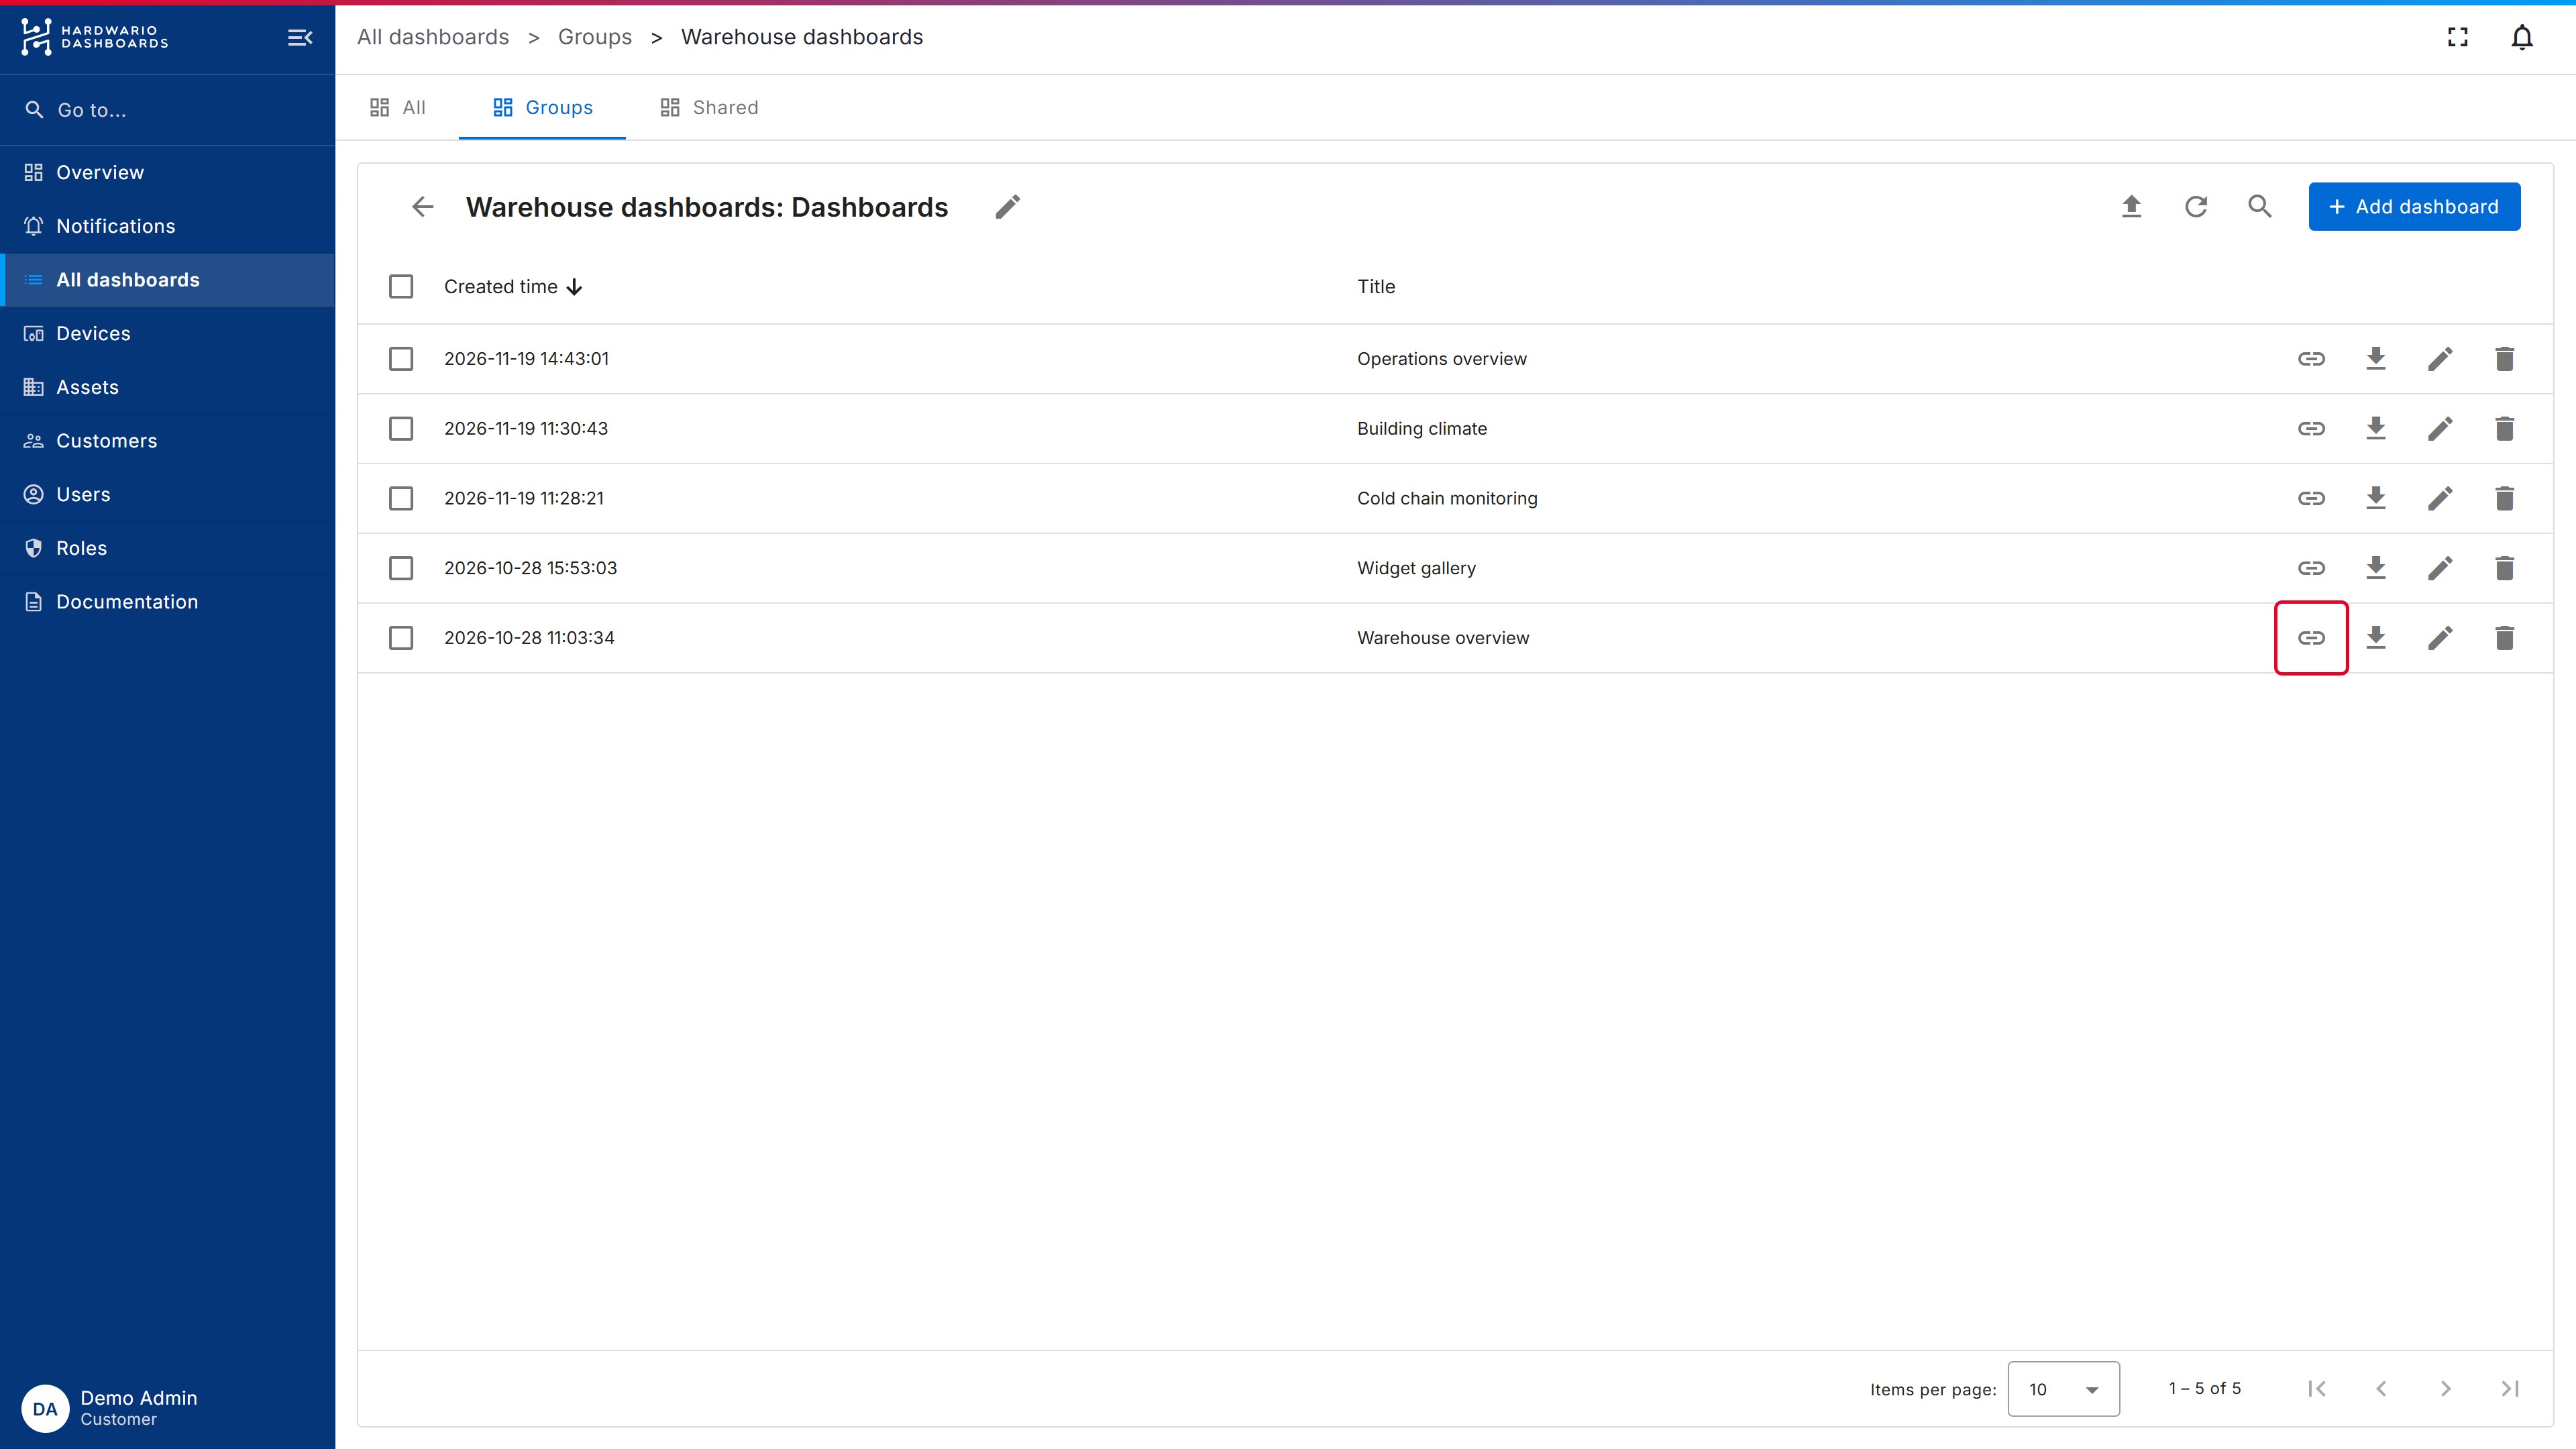 HARDWARIO
DASHBOARDS
All dashboards > Groups > Warehouse dashboards
Go to...
All
Groups
Shared
Overview
Notifications
All dashboards
Devices
Assets
Customers
Users
Roles
Documentation
Warehouse dashboards: Dashboards
+ Add dashboard
Created time
Title
2026-11-19 14:43:01
Operations overview
2026-11-19 11:30:43
Building climate
2026-11-19 11:28:21
Cold chain monitoring
2026-10-28 15:53:03
Widget gallery
2026-10-28 11:03:34
Warehouse overview
DA
Demo Admin
Customer
Items per page:
10
1 – 5 of 5